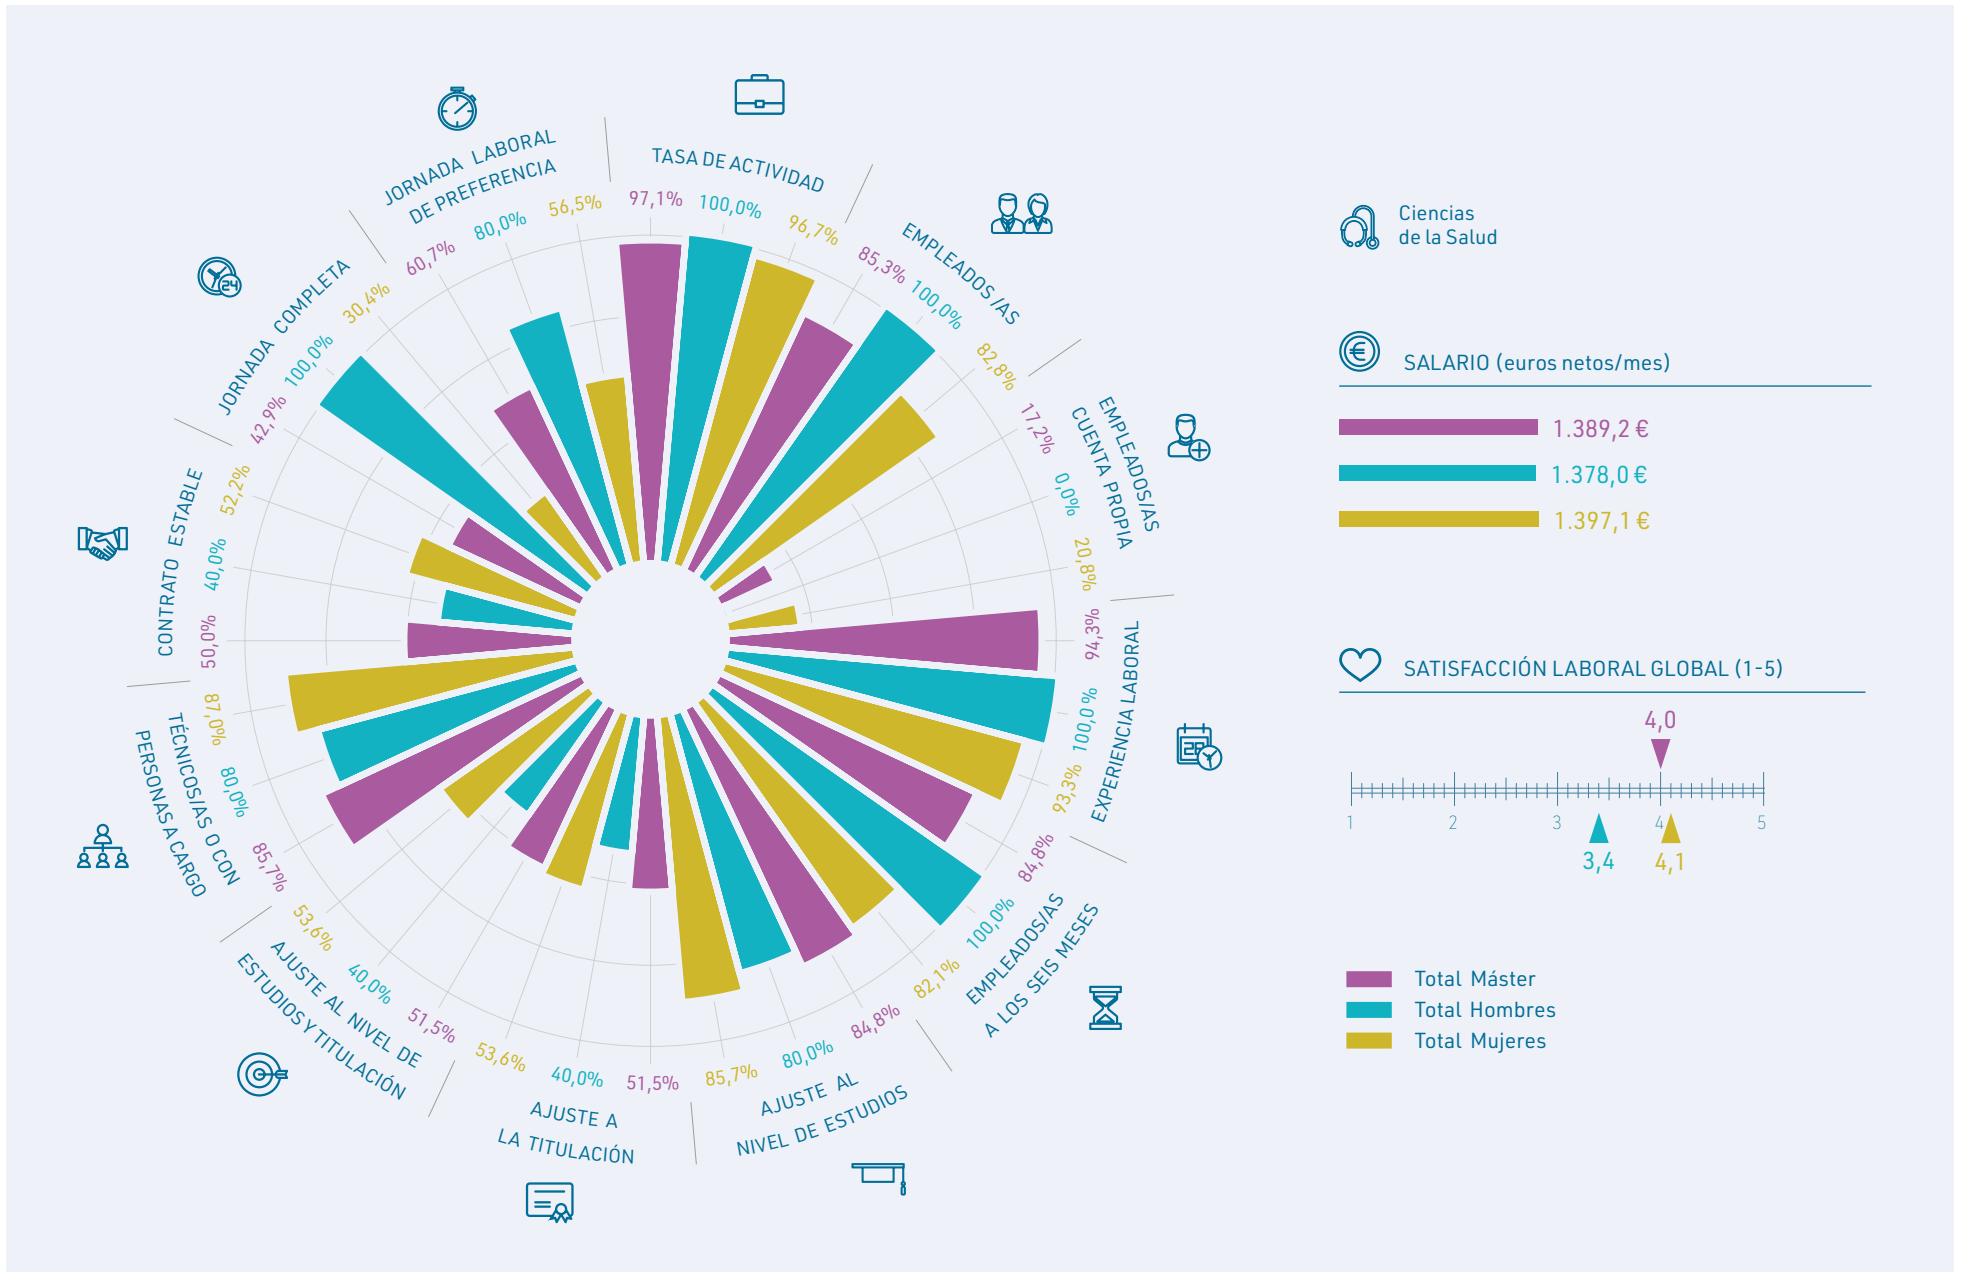 TASA DE ACTIVIDAD
97,1%
100,0%
96,7%
EMPLEADOS /AS
85,3%
100,0%
82,8%
EMPLEADOS/AS
CUENTA PROPIA
17,2%
0,0%
20,8%
EXPERIENCIA LABORAL
94,3%
100,0 %
93,3%
EMPLEADOS/AS
A LOS SEIS MESES
84,8%
100,0%
82,1%
AJUSTE AL
NIVEL DE ESTUDIOS
84,8%
80,0%
85,7%
AJUSTE A
LA TITULACIÓN
51,5%
40,0%
53,6%
AJUSTE AL NIVEL DE
ESTUDIOS Y TITULACIÓN
51,5%
40,0%
53,6%
TÉCNICOS/AS O CON
PERSONAS A CARGO
85,7%
80,0%
87,0%
CONTRATO ESTABLE
50,0%
40,0%
52,2%
JORNADA COMPLETA
42,9%
100,0%
30,4%
JORNADA LABORAL
DE PREFERENCIA
60,7%
80,0%
56,5%
24
Ciencias
de la Salud
€
SALARIO (euros netos/mes)
1.389,2 €
1.378,0 €
1.397,1 €
SATISFACCIÓN LABORAL GLOBAL (1-5)
4,0
1 2 3 4 5
3,4 4,1
Total Máster
Total Hombres
Total Mujeres